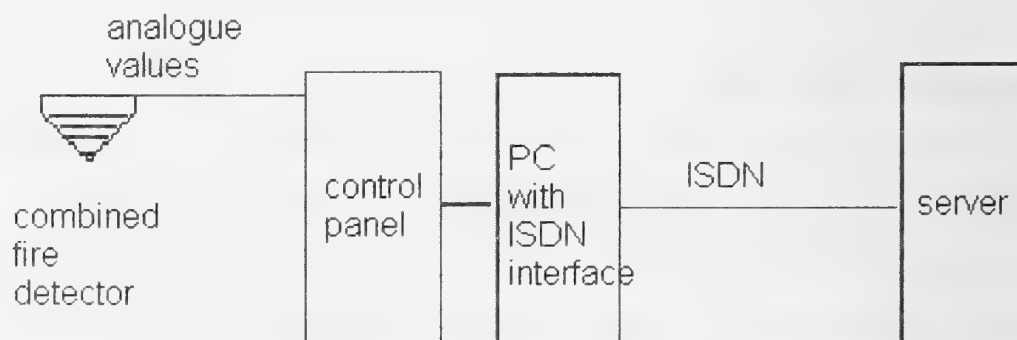 analogue
values
combined
fire
detector
control
panel
PC
with
ISDN
interface
ISDN
server